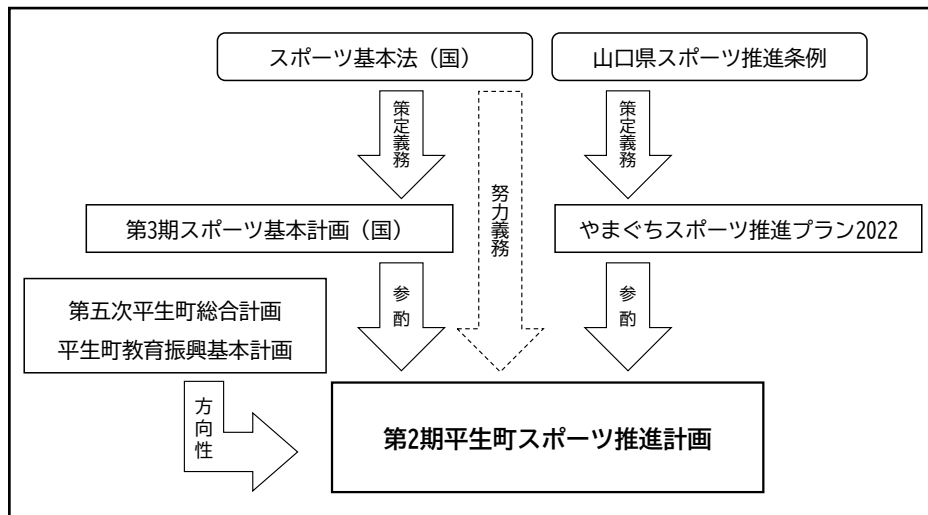 スポーツ基本法（国）
山口県スポーツ推進条例
策定義務
努力義務
策定義務
第3期スポーツ基本計画（国）
やまぐちスポーツ推進プラン2022
参酌
参酌
第五次平生町総合計画
平生町教育振興基本計画
方向性
第2期平生町スポーツ推進計画